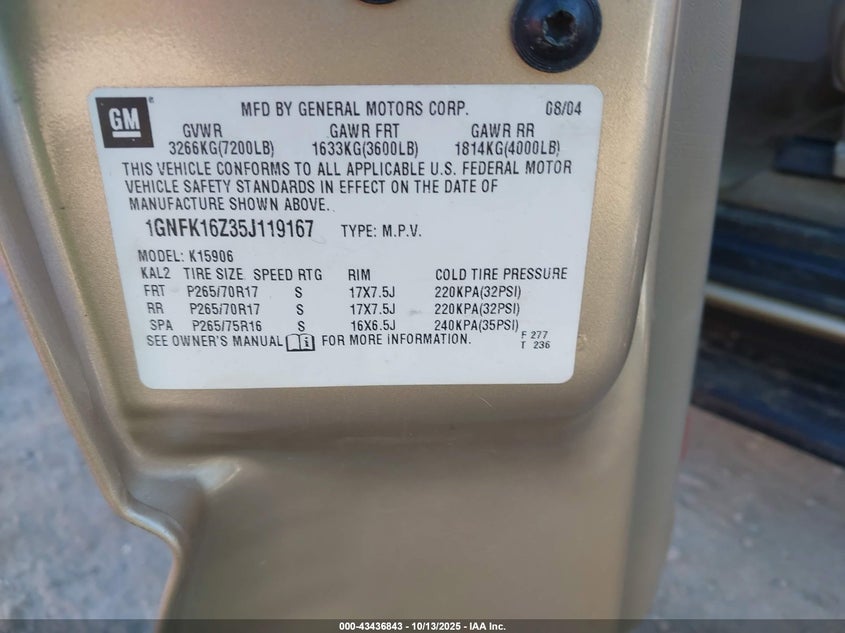 GM ®
MFD BY GENERAL MOTORS CORP. 08/04
GVWR GAWR FRT GAWR RR
3266KG(7200LB) 1633KG(3600LB) 1814KG(4000LB)
THIS VEHICLE CONFORMS TO ALL APPLICABLE U.S. FEDERAL MOTOR
VEHICLE SAFETY STANDARDS IN EFFECT ON THE DATE OF
MANUFACTURE SHOWN ABOVE.
1GNFK16Z35J119167 TYPE: M.P.V.
MODEL: K15906
KAL2 TIRE SIZE SPEED RTG RIM COLD TIRE PRESSURE
FRT P265/70R17 S 17X7.5J 220KPA(32PSI)
RR P265/70R17 S 17X7.5J 220KPA(32PSI)
SPA P265/75R16 S 16X6.5J 240KPA(35PSI)
SEE OWNER'S MANUAL FOR MORE INFORMATION. F 277
T 236
000-43436843 | 10/13/2025 - IAA Inc.